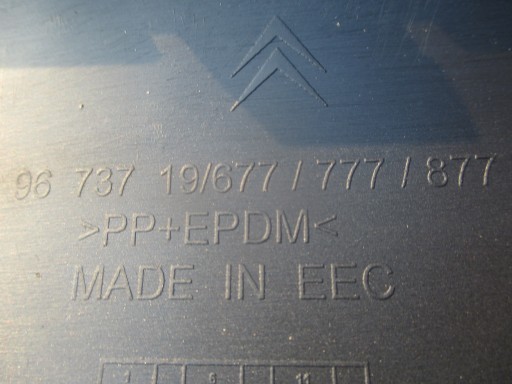 96 737 19/677 / 777 / 877
>PP+EPDM<
MADE IN EEC